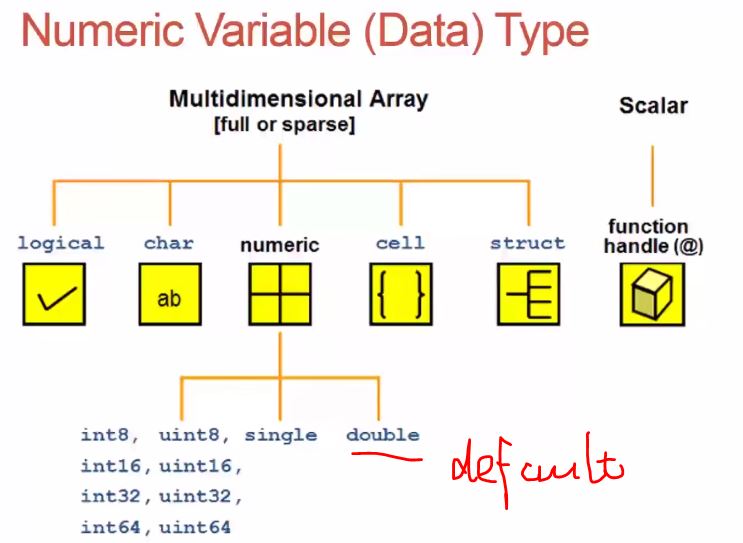 Numeric Variable (Data) Type
Multidimensional Array
[full or sparse]
Scalar
logical char numeric cell struct function
handle (@)
ab { }
int8, uint8, single double
default
int16, uint16,
int32, uint32,
int64, uint64